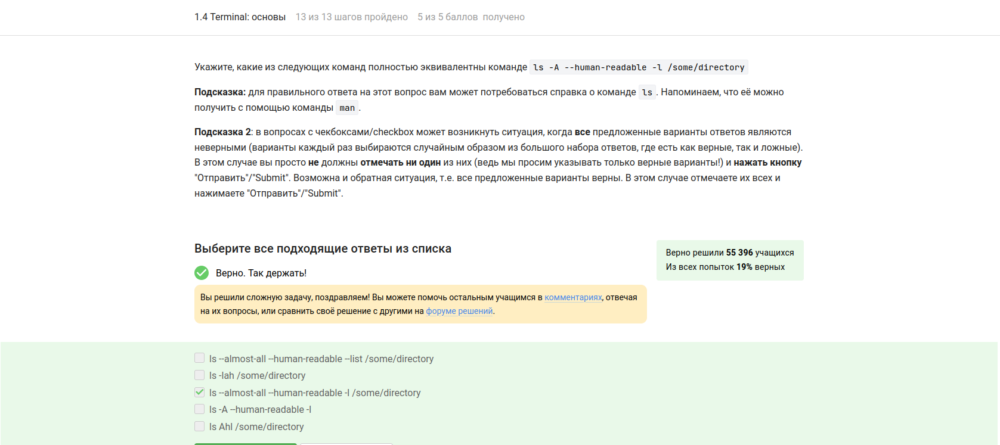 1.4 Terminal: основы 13 из 13 шагов пройдено 5 из 5 баллов получено
Укажите, какие из следующих команд полностью эквивалентны команде ls -A --human-readable -l /some/directory
Подсказка: для правильного ответа на этот вопрос вам может потребоваться справка о команде ls. Напоминаем, что её можно
получить с помощью команды man.
Подсказка 2: в вопросах с чекбоксами/checkbox может возникнуть ситуация, когда все предложенные варианты ответов являются
неверными (варианты каждый раз выбираются случайным образом из большого набора ответов, где есть как верные, так и ложные).
В этом случае вы просто не должны отмечать ни один из них (ведь мы просим указывать только верные варианты!) и нажать кнопку
"Отправить"/"Submit". Возможна и обратная ситуация, т.е. все предложенные варианты верны. В этом случае отмечаете их всех и
нажимаете "Отправить"/"Submit".
Выберите все подходящие ответы из списка
Верно решили 55 396 учащихся
Из всех попыток 19% верных
Верно. Так держать!
Вы решили сложную задачу, поздравляем! Вы можете помочь остальным учащимся в комментариях, отвечая
на их вопросы, или сравнить своё решение с другими на форуме решений.
ls --almost-all --human-readable --list /some/directory
ls -lah /some/directory
ls --almost-all --human-readable -l /some/directory
ls -A --human-readable -l
ls Ahl /some/directory